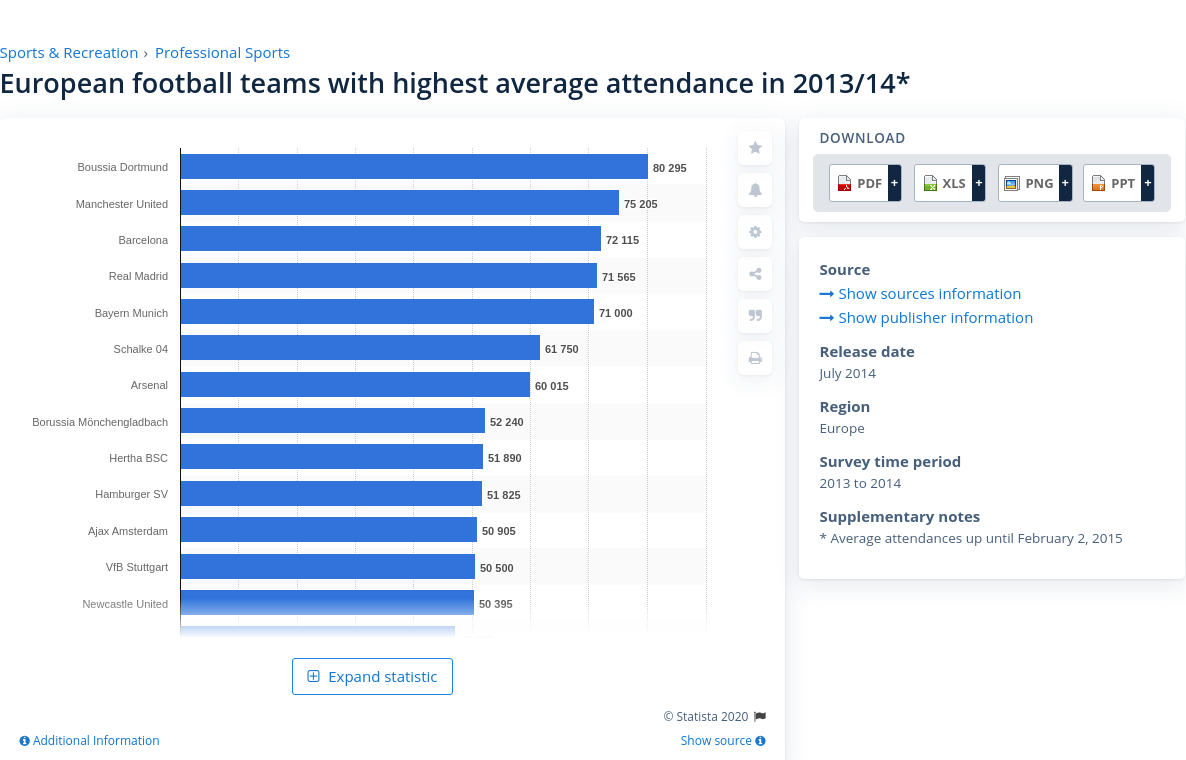 Sports & Recreation › Professional Sports
European football teams with highest average attendance in 2013/14*
Boussia Dortmund 80 295
Manchester United 75 205
Barcelona 72 115
Real Madrid 71 565
Bayern Munich 71 000
Schalke 04 61 750
Arsenal 60 015
Borussia Mönchengladbach 52 240
Hertha BSC 51 890
Hamburger SV 51 825
Ajax Amsterdam 50 905
VfB Stuttgart 50 500
Newcastle United 50 395
Expand statistic
© Statista 2020
Additional Information
Show source
DOWNLOAD
PDF + XLS + PNG + PPT +
Source
Show sources information
Show publisher information
Release date
July 2014
Region
Europe
Survey time period
2013 to 2014
Supplementary notes
* Average attendances up until February 2, 2015